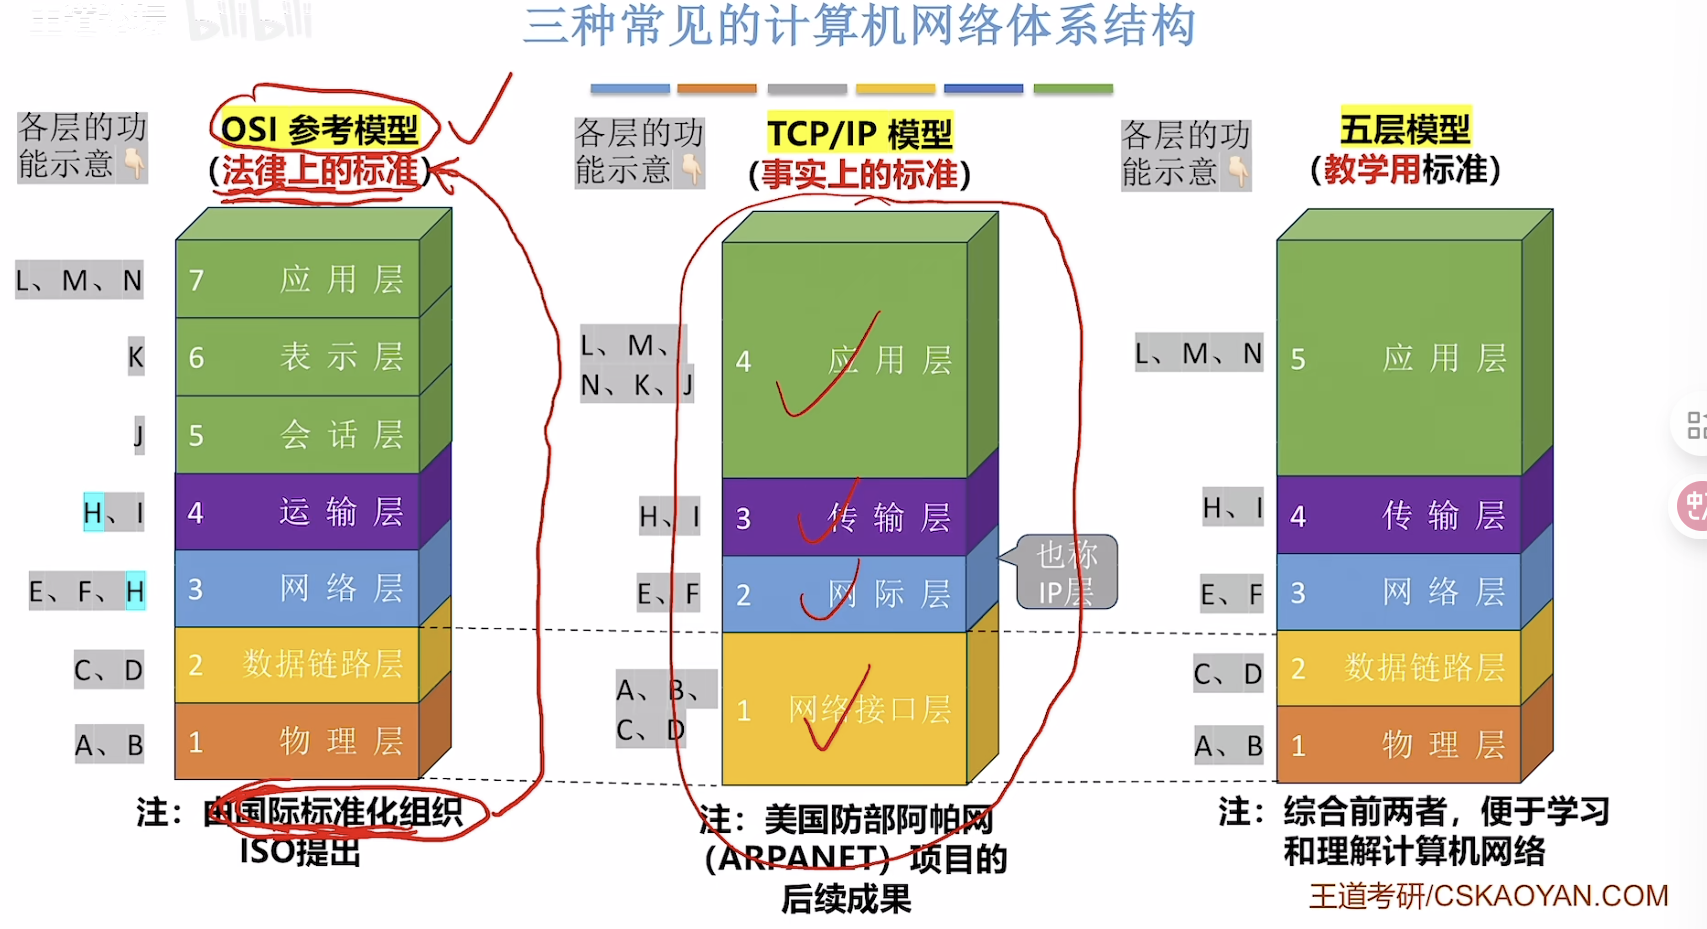 bilibili
三种常见的计算机网络体系结构
各层的功
能示意👇
OSI 参考模型
（法律上的标准）
L、M、N
K
J
H、I
E、F、H
C、D
A、B
7 应用层
6 表示层
5 会话层
4 运输层
3 网络层
2 数据链路层
1 物理层
注：由国际标准化组织
ISO提出
各层的功
能示意👇
TCP/IP 模型
（事实上的标准）
L、M、
N、K、J
H、I
E、F
A、B、
C、D
4 应用层
3 传输层
2 网际层
1 网络接口层
也称
IP层
注：美国防部阿帕网
（ARPANET）项目的
后续成果
各层的功
能示意👇
五层模型
（教学用标准）
L、M、N
H、I
E、F
C、D
A、B
5 应用层
4 传输层
3 网络层
2 数据链路层
1 物理层
注：综合前两者，便于学习
和理解计算机网络
王道考研/CSKAOYAN.COM
中